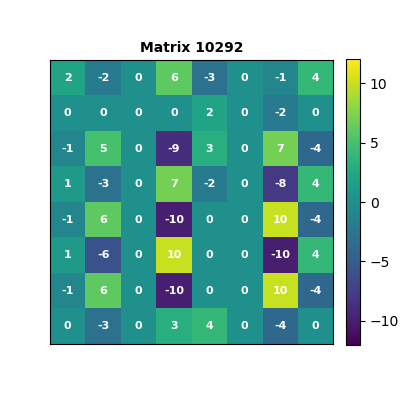 Matrix 10292
2 -2 0 6 -3 0 -1 4
0 0 0 0 2 0 -2 0
-1 5 0 -9 3 0 7 -4
1 -3 0 7 -2 0 -8 4
-1 6 0 -10 0 0 10 -4
1 -6 0 10 0 0 -10 4
-1 6 0 -10 0 0 10 -4
0 -3 0 3 4 0 -4 0
10
5
0
−5
−10